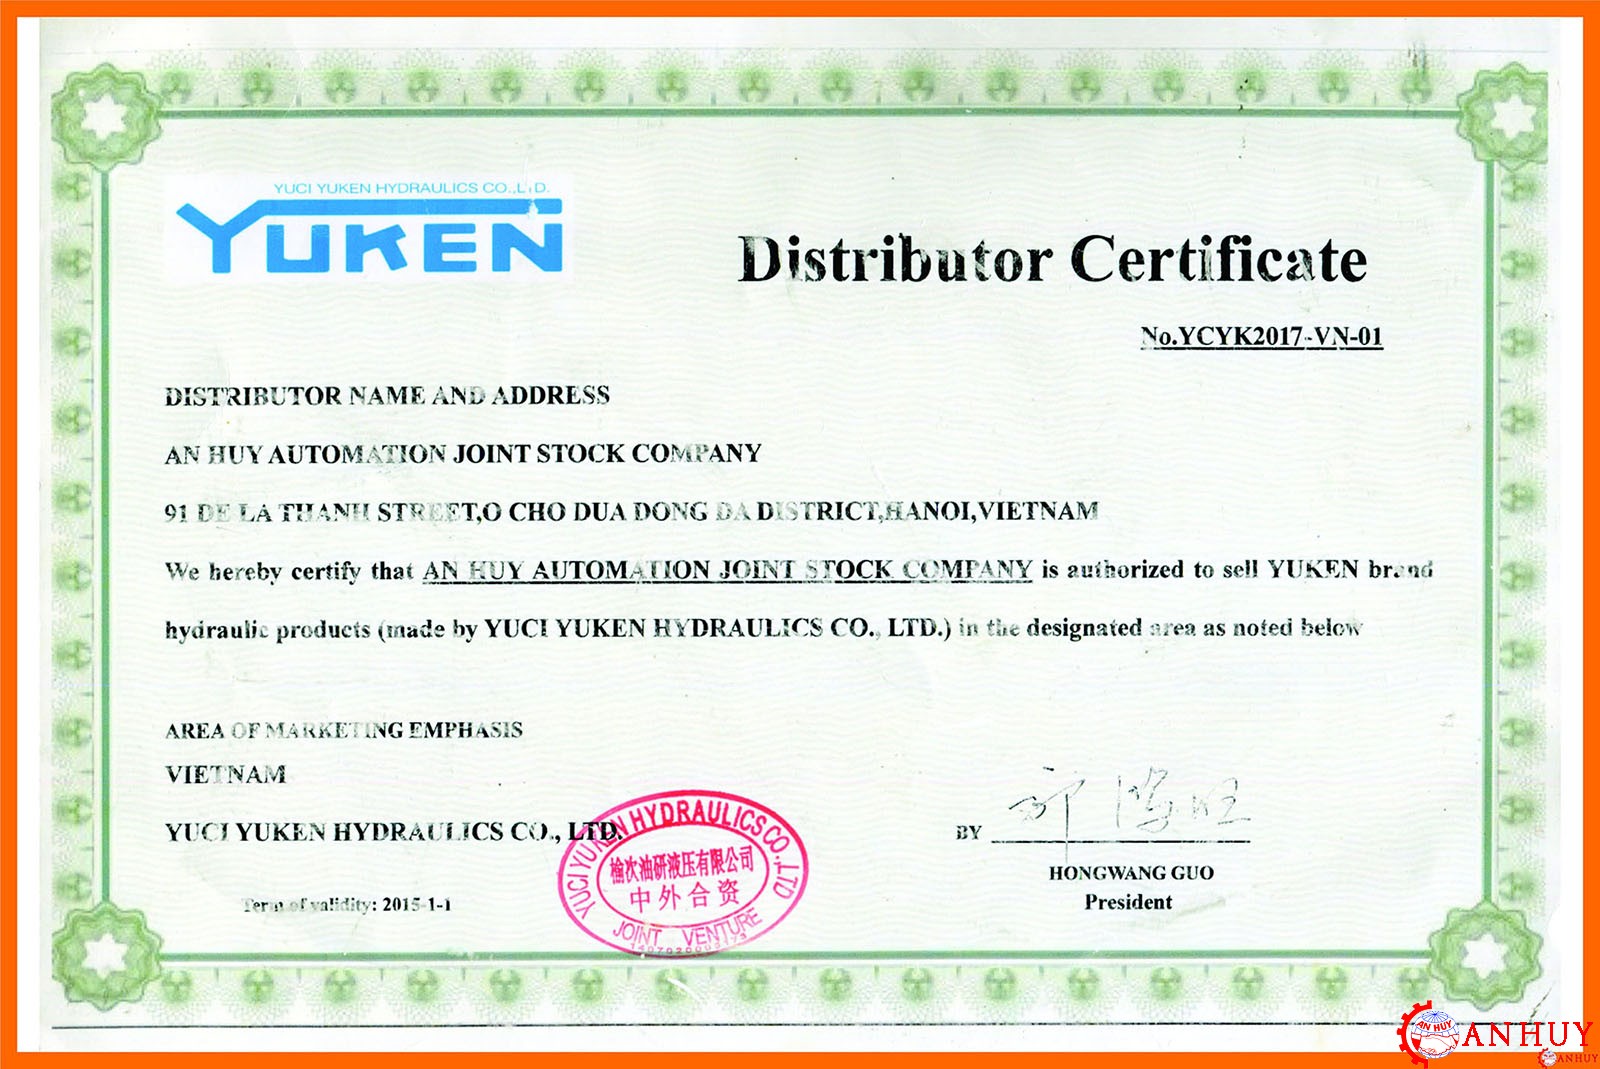 YUCI YUKEN HYDRAULICS CO.,LTD.
YUKEN
Distributor Certificate
No.YCYK2017-VN-01
DISTRIBUTOR NAME AND ADDRESS
AN HUY AUTOMATION JOINT STOCK COMPANY
91 DE LA THANH STREET,O CHO DUA DONG DA DISTRICT,HANOI,VIETNAM
We hereby certify that AN HUY AUTOMATION JOINT STOCK COMPANY is authorized to sell YUKEN brand
hydraulic products (made by YUCI YUKEN HYDRAULICS CO., LTD.) in the designated area as noted below
AREA OF MARKETING EMPHASIS
VIETNAM
YUCI YUKEN HYDRAULICS CO., LTD.
Term of validity: 2015-1-1
YUCI YUKEN HYDRAULICS CO.,LTD
榆次油研液压有限公司
中外合资
JOINT VENTURE
BY
HONGWANG GUO
President
AN HUY
ANHUY
ANHUY